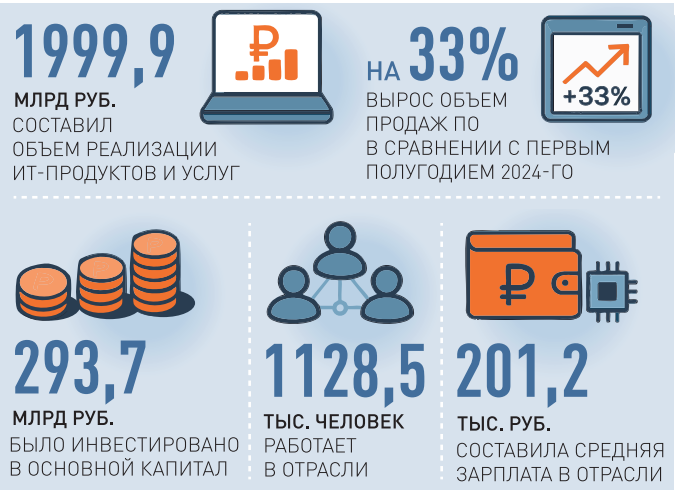 1999,9
МЛРД РУБ.
СОСТАВИЛ
ОБЪЕМ РЕАЛИЗАЦИИ
ИТ-ПРОДУКТОВ И УСЛУГ
НА 33%
ВЫРОС ОБЪЕМ
ПРОДАЖ ПО
В СРАВНЕНИИ С ПЕРВЫМ
ПОЛУГОДИЕМ 2024-ГО
₽
+33%
293,7
МЛРД РУБ.
БЫЛО ИНВЕСТИРОВАНО
В ОСНОВНОЙ КАПИТАЛ
1128,5
ТЫС. ЧЕЛОВЕК
РАБОТАЕТ
В ОТРАСЛИ
₽
201,2
ТЫС. РУБ.
СОСТАВИЛА СРЕДНЯЯ
ЗАРПЛАТА В ОТРАСЛИ